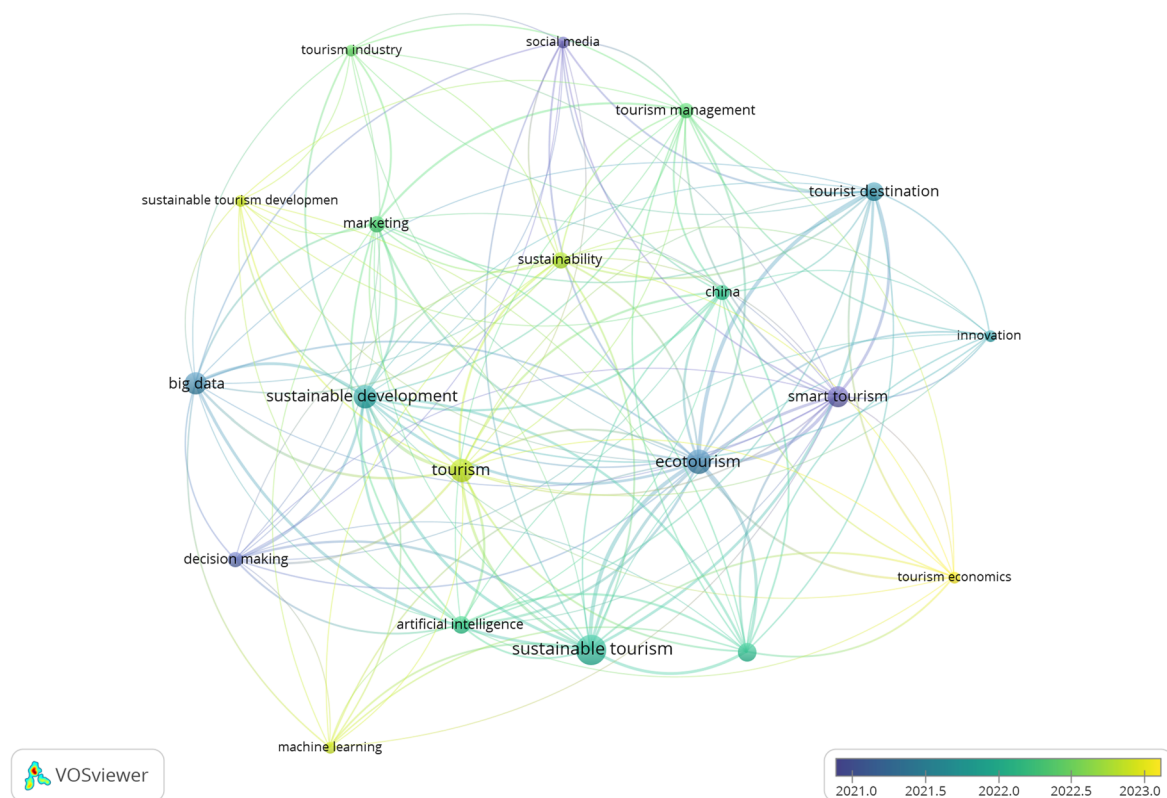 social media
tourism industry
tourism management
tourist destination
sustainable tourism developmen
marketing
sustainability
china
innovation
big data
sustainable development
smart tourism
ecotourism
tourism
decision making
tourism economics
artificial intelligence
sustainable tourism
machine learning
VOSviewer
2021.0 2021.5 2022.0 2022.5 2023.0